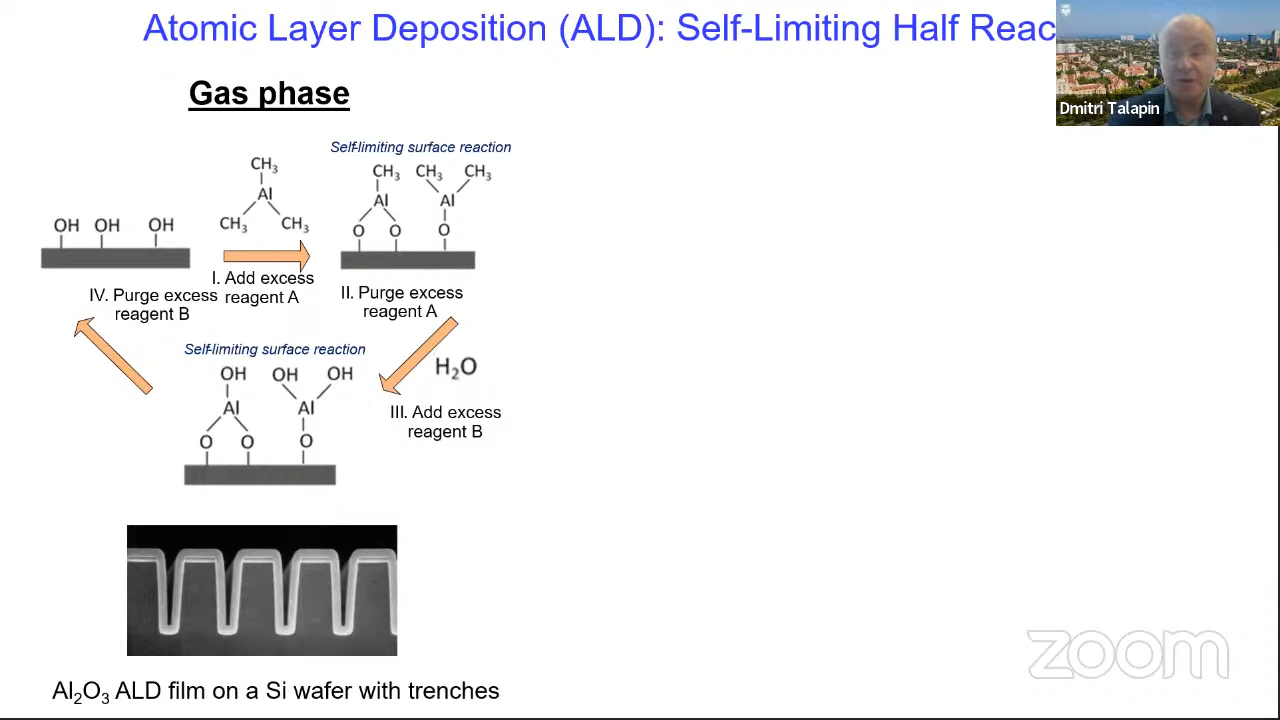 Atomic Layer Deposition (ALD): Self-Limiting Half Reac
Dmitri Talapin
Gas phase
Self-limiting surface reaction
CH₃
Al
CH₃ CH₃
CH₃ CH₃ CH₃
Al Al
O O O
OH OH OH
I. Add excess
reagent A
II. Purge excess
reagent A
IV. Purge excess
reagent B
H₂O
III. Add excess
reagent B
Self-limiting surface reaction
OH OH OH
Al Al
O O O
Al₂O₃ ALD film on a Si wafer with trenches
zoom